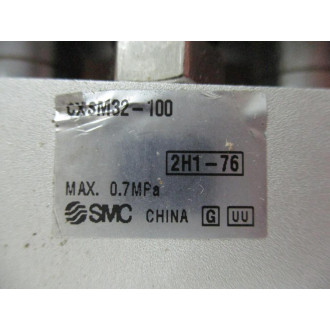 CXSM32-100
2H1-76
MAX. 0.7MPa
SMC CHINA G UU